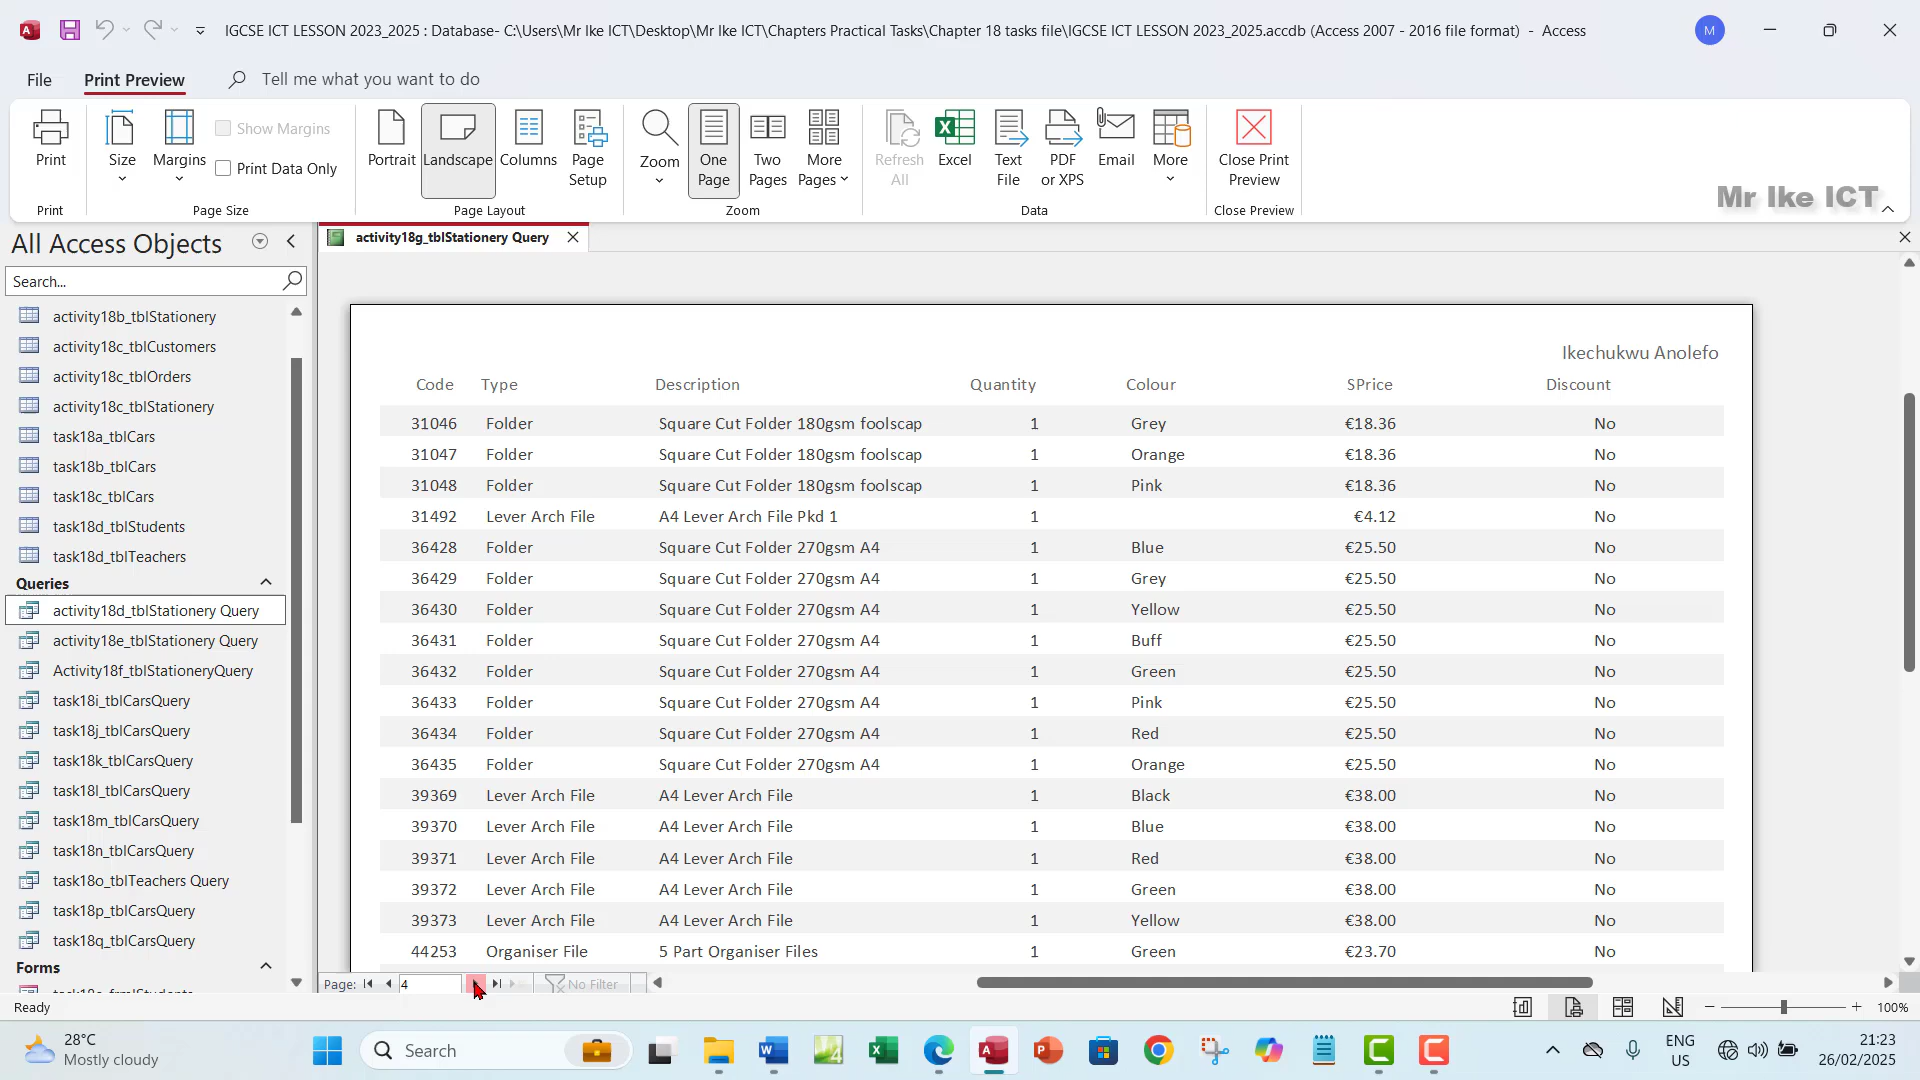 IGCSE ICT LESSON 2023_2025 : Database- C:\Users\Mr Ike ICT\Desktop\Mr Ike ICT\Chapters Practical Tasks\Chapter 18 tasks file\IGCSE ICT LESSON 2023_2025.accdb (Access 2007 - 2016 file format) - Access
M
File Print Preview Tell me what you want to do
Print
Size
Margins
Show Margins
Print Data Only
Portrait
Landscape
Columns
Page Setup
Zoom
One Page
Two Pages
More Pages
Refresh All
Excel
Text File
PDF or XPS
Email
More
Close Print Preview
Print
Page Size
Page Layout
Zoom
Data
Close Preview
Mr Ike ICT
All Access Objects
Search...
activity18b_tblStationery
activity18c_tblCustomers
activity18c_tblOrders
activity18c_tblStationery
task18a_tblCars
task18b_tblCars
task18c_tblCars
task18d_tblStudents
task18d_tblTeachers
Queries
activity18d_tblStationery Query
activity18e_tblStationery Query
Activity18f_tblStationeryQuery
task18i_tblCarsQuery
task18j_tblCarsQuery
task18k_tblCarsQuery
task18l_tblCarsQuery
task18m_tblCarsQuery
task18n_tblCarsQuery
task18o_tblTeachers Query
task18p_tblCarsQuery
task18q_tblCarsQuery
Forms
activity18g_tblStationery Query
Ikechukwu Anolefo
Code Type Description Quantity Colour SPrice Discount
31046 Folder Square Cut Folder 180gsm foolscap 1 Grey €18.36 No
31047 Folder Square Cut Folder 180gsm foolscap 1 Orange €18.36 No
31048 Folder Square Cut Folder 180gsm foolscap 1 Pink €18.36 No
31492 Lever Arch File A4 Lever Arch File Pkd 1 1 €4.12 No
36428 Folder Square Cut Folder 270gsm A4 1 Blue €25.50 No
36429 Folder Square Cut Folder 270gsm A4 1 Grey €25.50 No
36430 Folder Square Cut Folder 270gsm A4 1 Yellow €25.50 No
36431 Folder Square Cut Folder 270gsm A4 1 Buff €25.50 No
36432 Folder Square Cut Folder 270gsm A4 1 Green €25.50 No
36433 Folder Square Cut Folder 270gsm A4 1 Pink €25.50 No
36434 Folder Square Cut Folder 270gsm A4 1 Red €25.50 No
36435 Folder Square Cut Folder 270gsm A4 1 Orange €25.50 No
39369 Lever Arch File A4 Lever Arch File 1 Black €38.00 No
39370 Lever Arch File A4 Lever Arch File 1 Blue €38.00 No
39371 Lever Arch File A4 Lever Arch File 1 Red €38.00 No
39372 Lever Arch File A4 Lever Arch File 1 Green €38.00 No
39373 Lever Arch File A4 Lever Arch File 1 Yellow €38.00 No
44253 Organiser File 5 Part Organiser Files 1 Green €23.70 No
Page: 4 No Filter
Ready
100%
28°C
Mostly cloudy
Search
ENG
US
21:23
26/02/2025